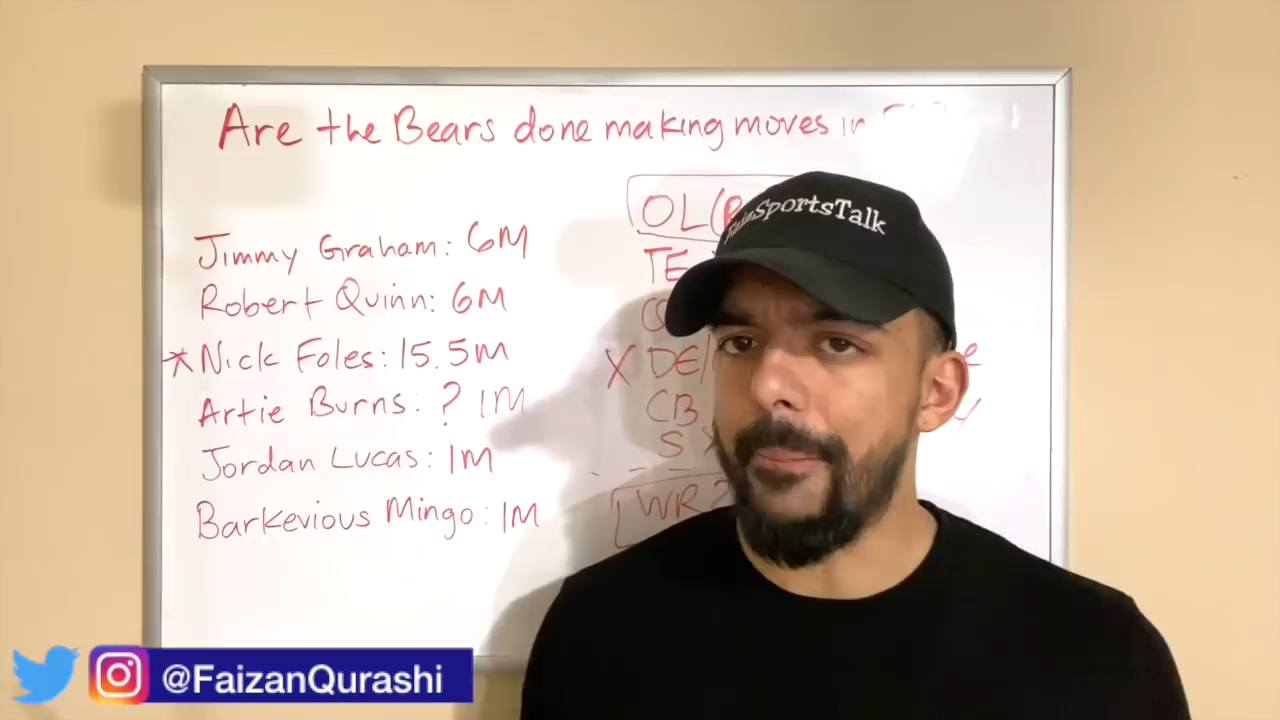 Are the Bears done making moves in
Jimmy Graham: 6M
Robert Quinn: 6M
* Nick Foles: 15.5M
Artie Burns: ? 1M
Jordan Lucas: 1M
Barkevious Mingo: 1M
OL(
TE
X DE/
CB
S
WR ?
SportsTalk
@FaizanQurashi